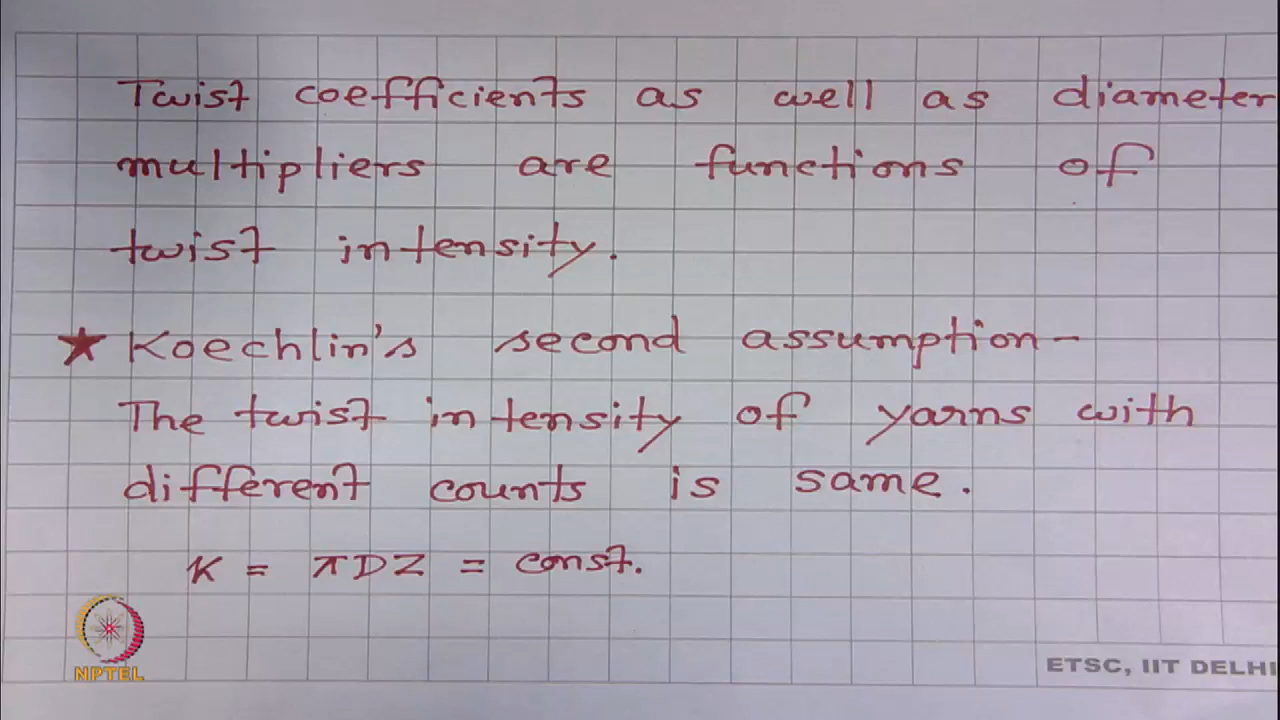 Twist coefficients as well as diameter
multipliers are functions of
twist intensity.
★ Koechlin's second assumption-
The twist intensity of yarns with
different counts is same.
K = πDZ = const.
NPTEL
ETSC, IIT DELHI